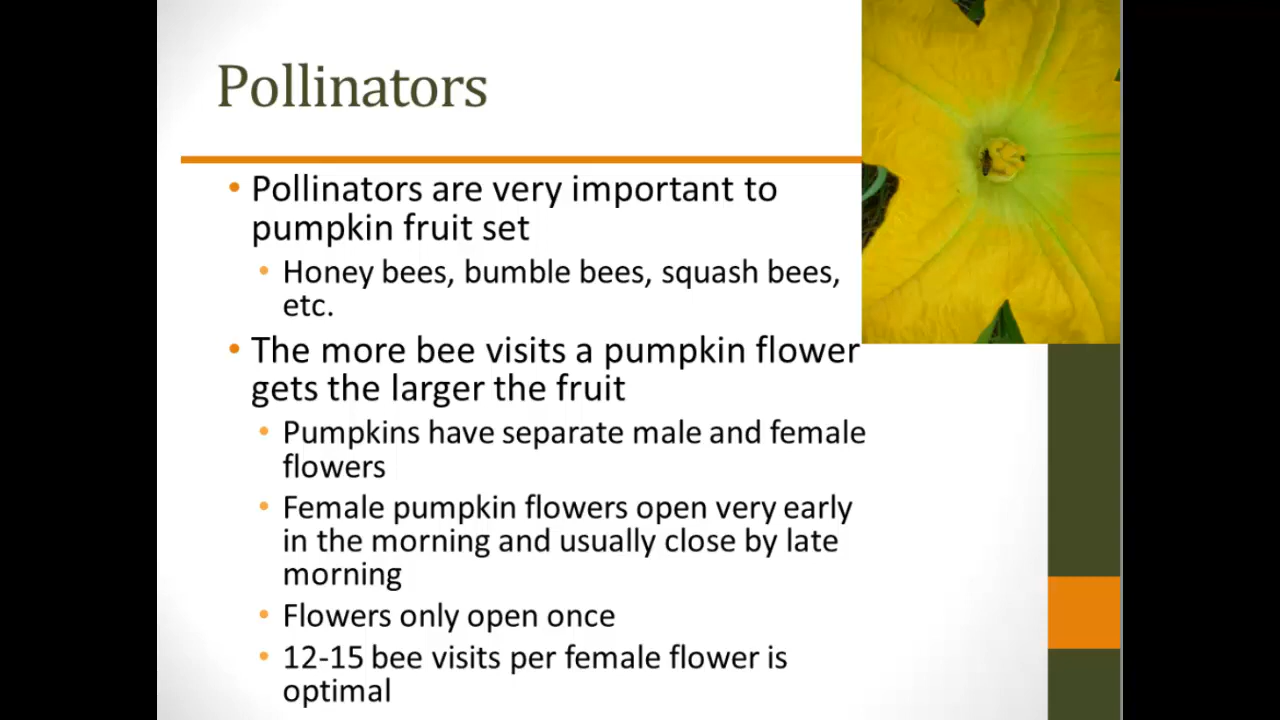 Pollinators
• Pollinators are very important to
pumpkin fruit set
• Honey bees, bumble bees, squash bees,
etc.
• The more bee visits a pumpkin flower
gets the larger the fruit
• Pumpkins have separate male and female
flowers
• Female pumpkin flowers open very early
in the morning and usually close by late
morning
• Flowers only open once
• 12-15 bee visits per female flower is
optimal